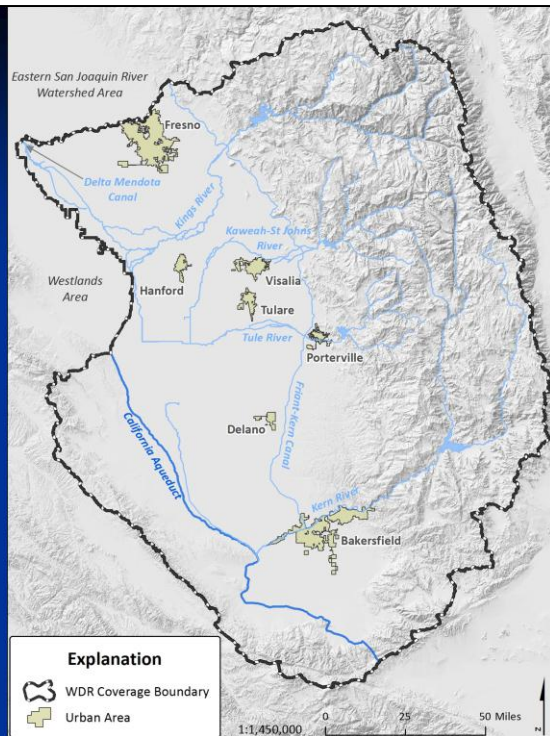 Eastern San Joaquin River
Watershed Area
Fresno
Delta Mendota
Canal
Kings River
Kaweah-St Johns
River
Westlands
Area
Hanford
Visalia
Tulare
Tule River
Porterville
Friant-Kern Canal
Delano
California Aqueduct
Kern River
Bakersfield
Explanation
WDR Coverage Boundary
Urban Area
1:1,450,000
0 25 50 Miles
N